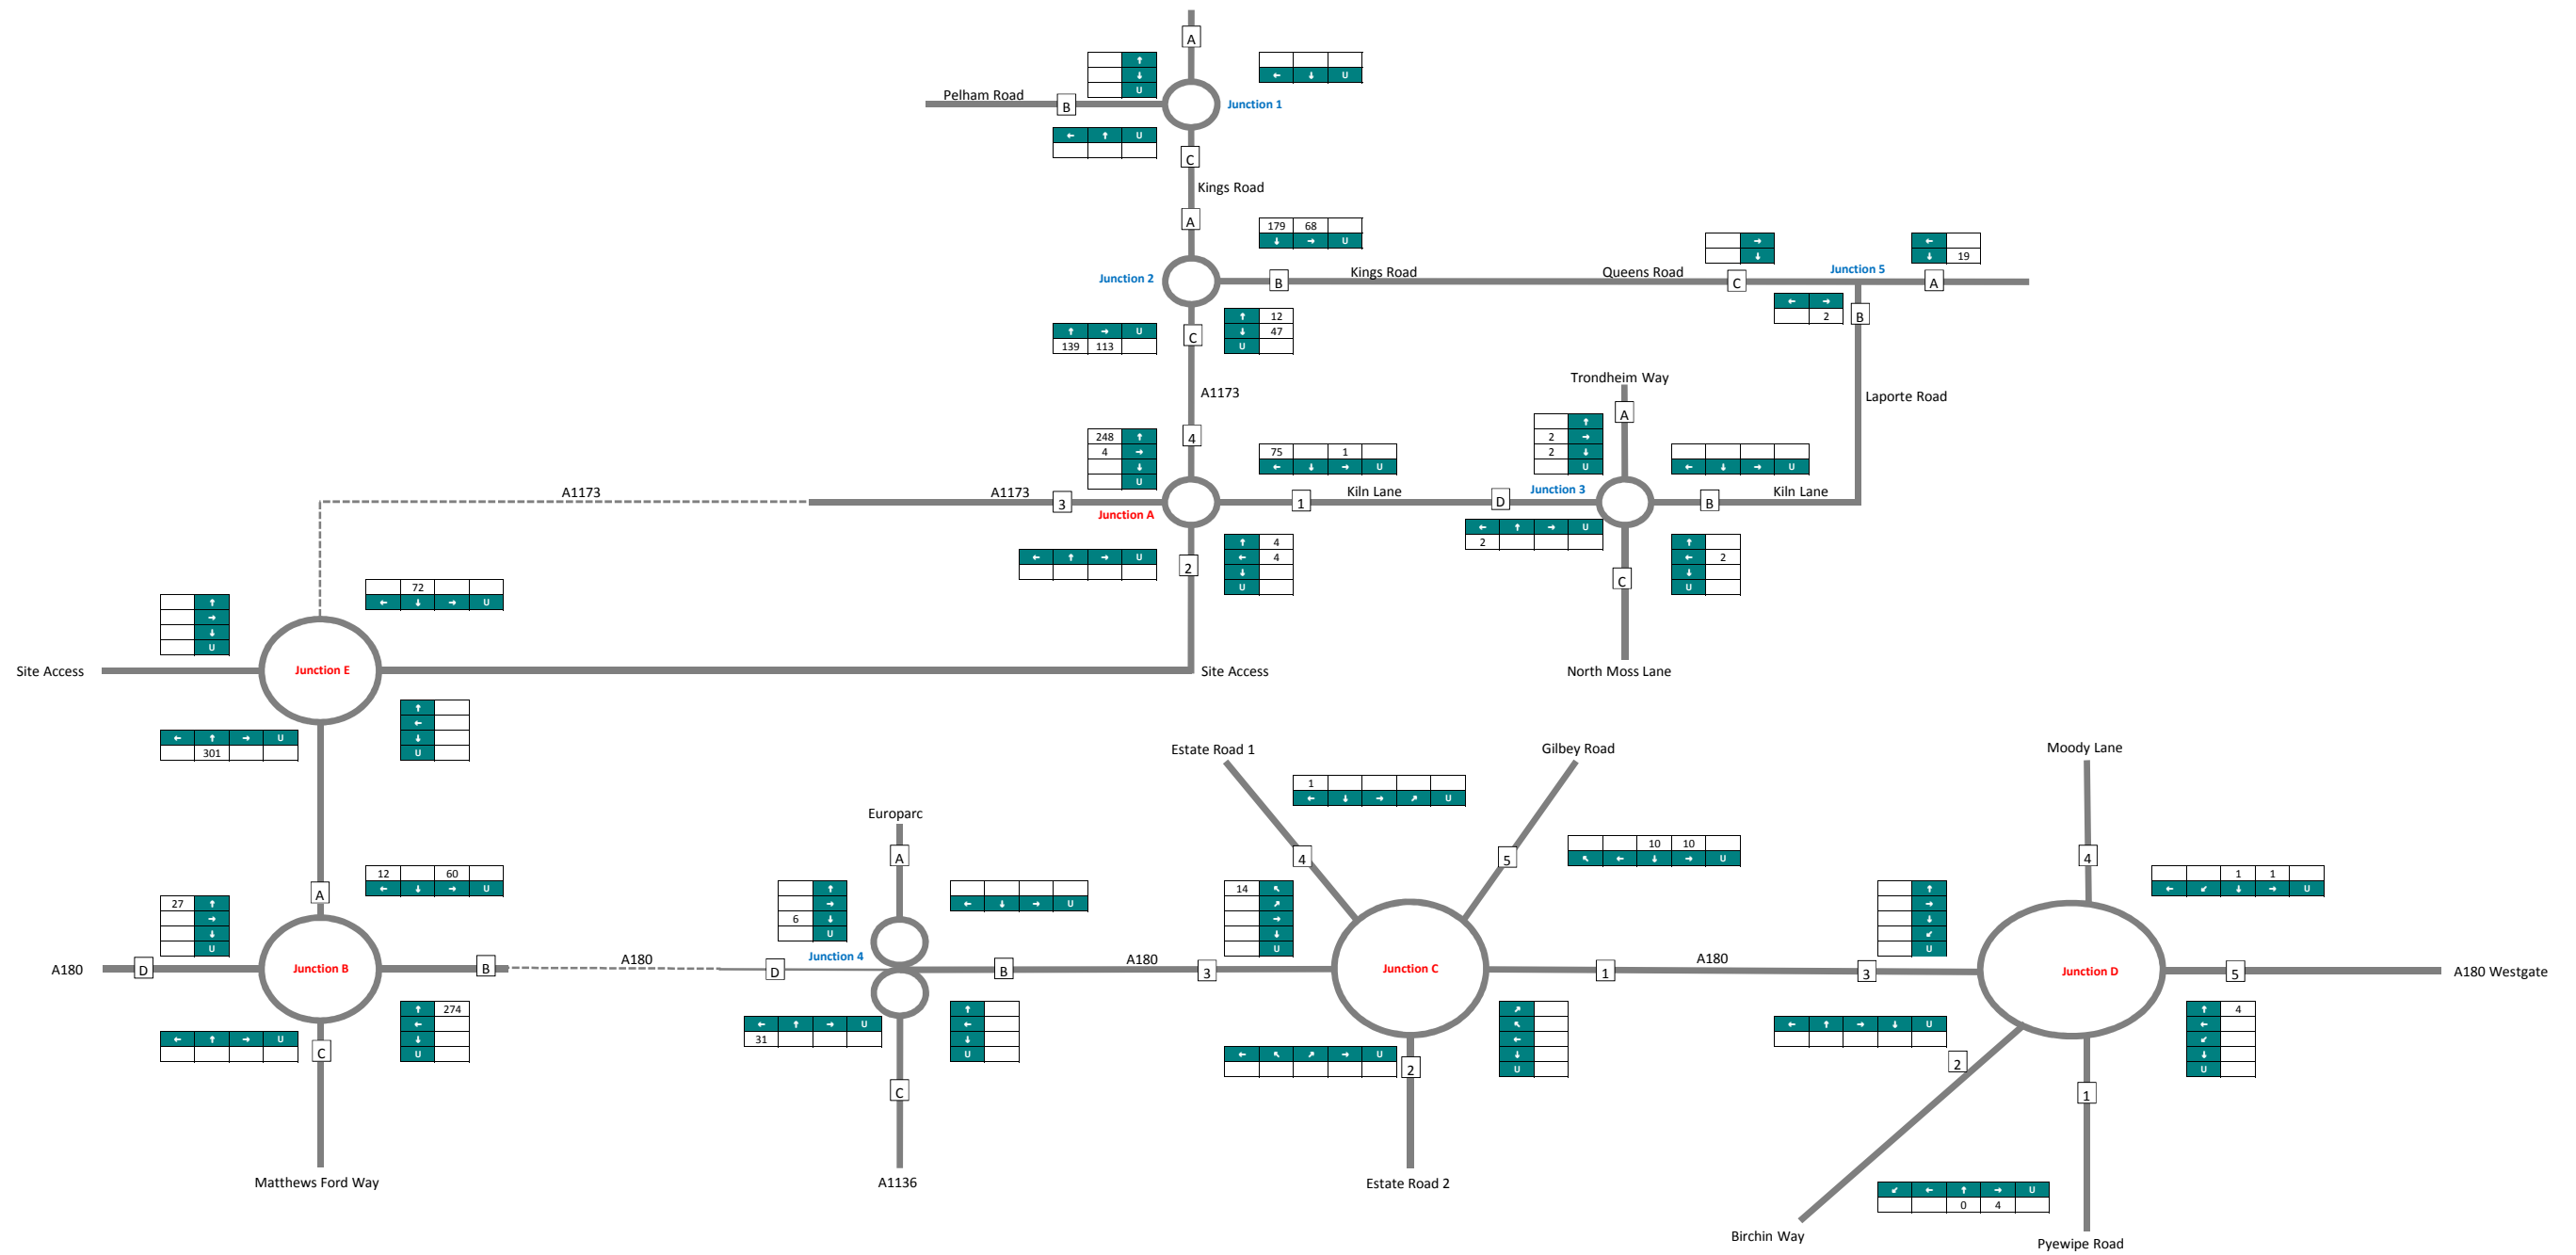 A
↑
↓
U
← ↓ U
Pelham Road
B
Junction 1
← ↑ U
C
Kings Road
A
179 68
↓ → U
→
↓
←
↓ 19
Junction 2
B
Kings Road
Queens Road
C
Junction 5
A
← →
2
B
↑ → U
139 113
C
↑ 12
↓ 47
U
A1173
Trondheim Way
A
Laporte Road
248 ↑
4 →
↓
U
4
75 1
← ↓ → U
↑
2 →
2 ↓
U
← ↓ → U
A1173
A1173
3
Junction A
1
Kiln Lane
D
Junction 3
B
Kiln Lane
← ↑ → U
2
← ↑ → U
2
↑ 4
← 4
↓
U
C
↑
← 2
↓
U
↑
→
↓
U
72
← ↓ → U
Site Access
Junction E
Site Access
North Moss Lane
← ↑ → U
301
↑
←
↓
U
Estate Road 1
Gilbey Road
Moody Lane
1
← ↓ → ↗ U
Europarc
A
4
5
10 10
↖ ← ↓ → U
4
12 60
← ↓ → U
1 1
← ↙ ↓ → U
27 ↑
→
↓
U
A
↑
→
6 ↓
U
← ↓ → U
14 ↖
↗
→
↓
U
↑
→
↓
↙
U
A180
D
Junction B
B
A180
D
Junction 4
B
A180
3
Junction C
1
A180
3
Junction D
5
A180 Westgate
← ↑ → U
C
↑ 274
←
↓
U
← ↑ → U
31
↑
←
↓
U
← ↖ ↗ → U
2
↗
↖
←
↓
U
← ↑ → ↓ U
2
↑ 4
←
↙
↓
U
C
1
Matthews Ford Way
A1136
Estate Road 2
↙ ← ↑ → U
0 4
Birchin Way
Pyewipe Road